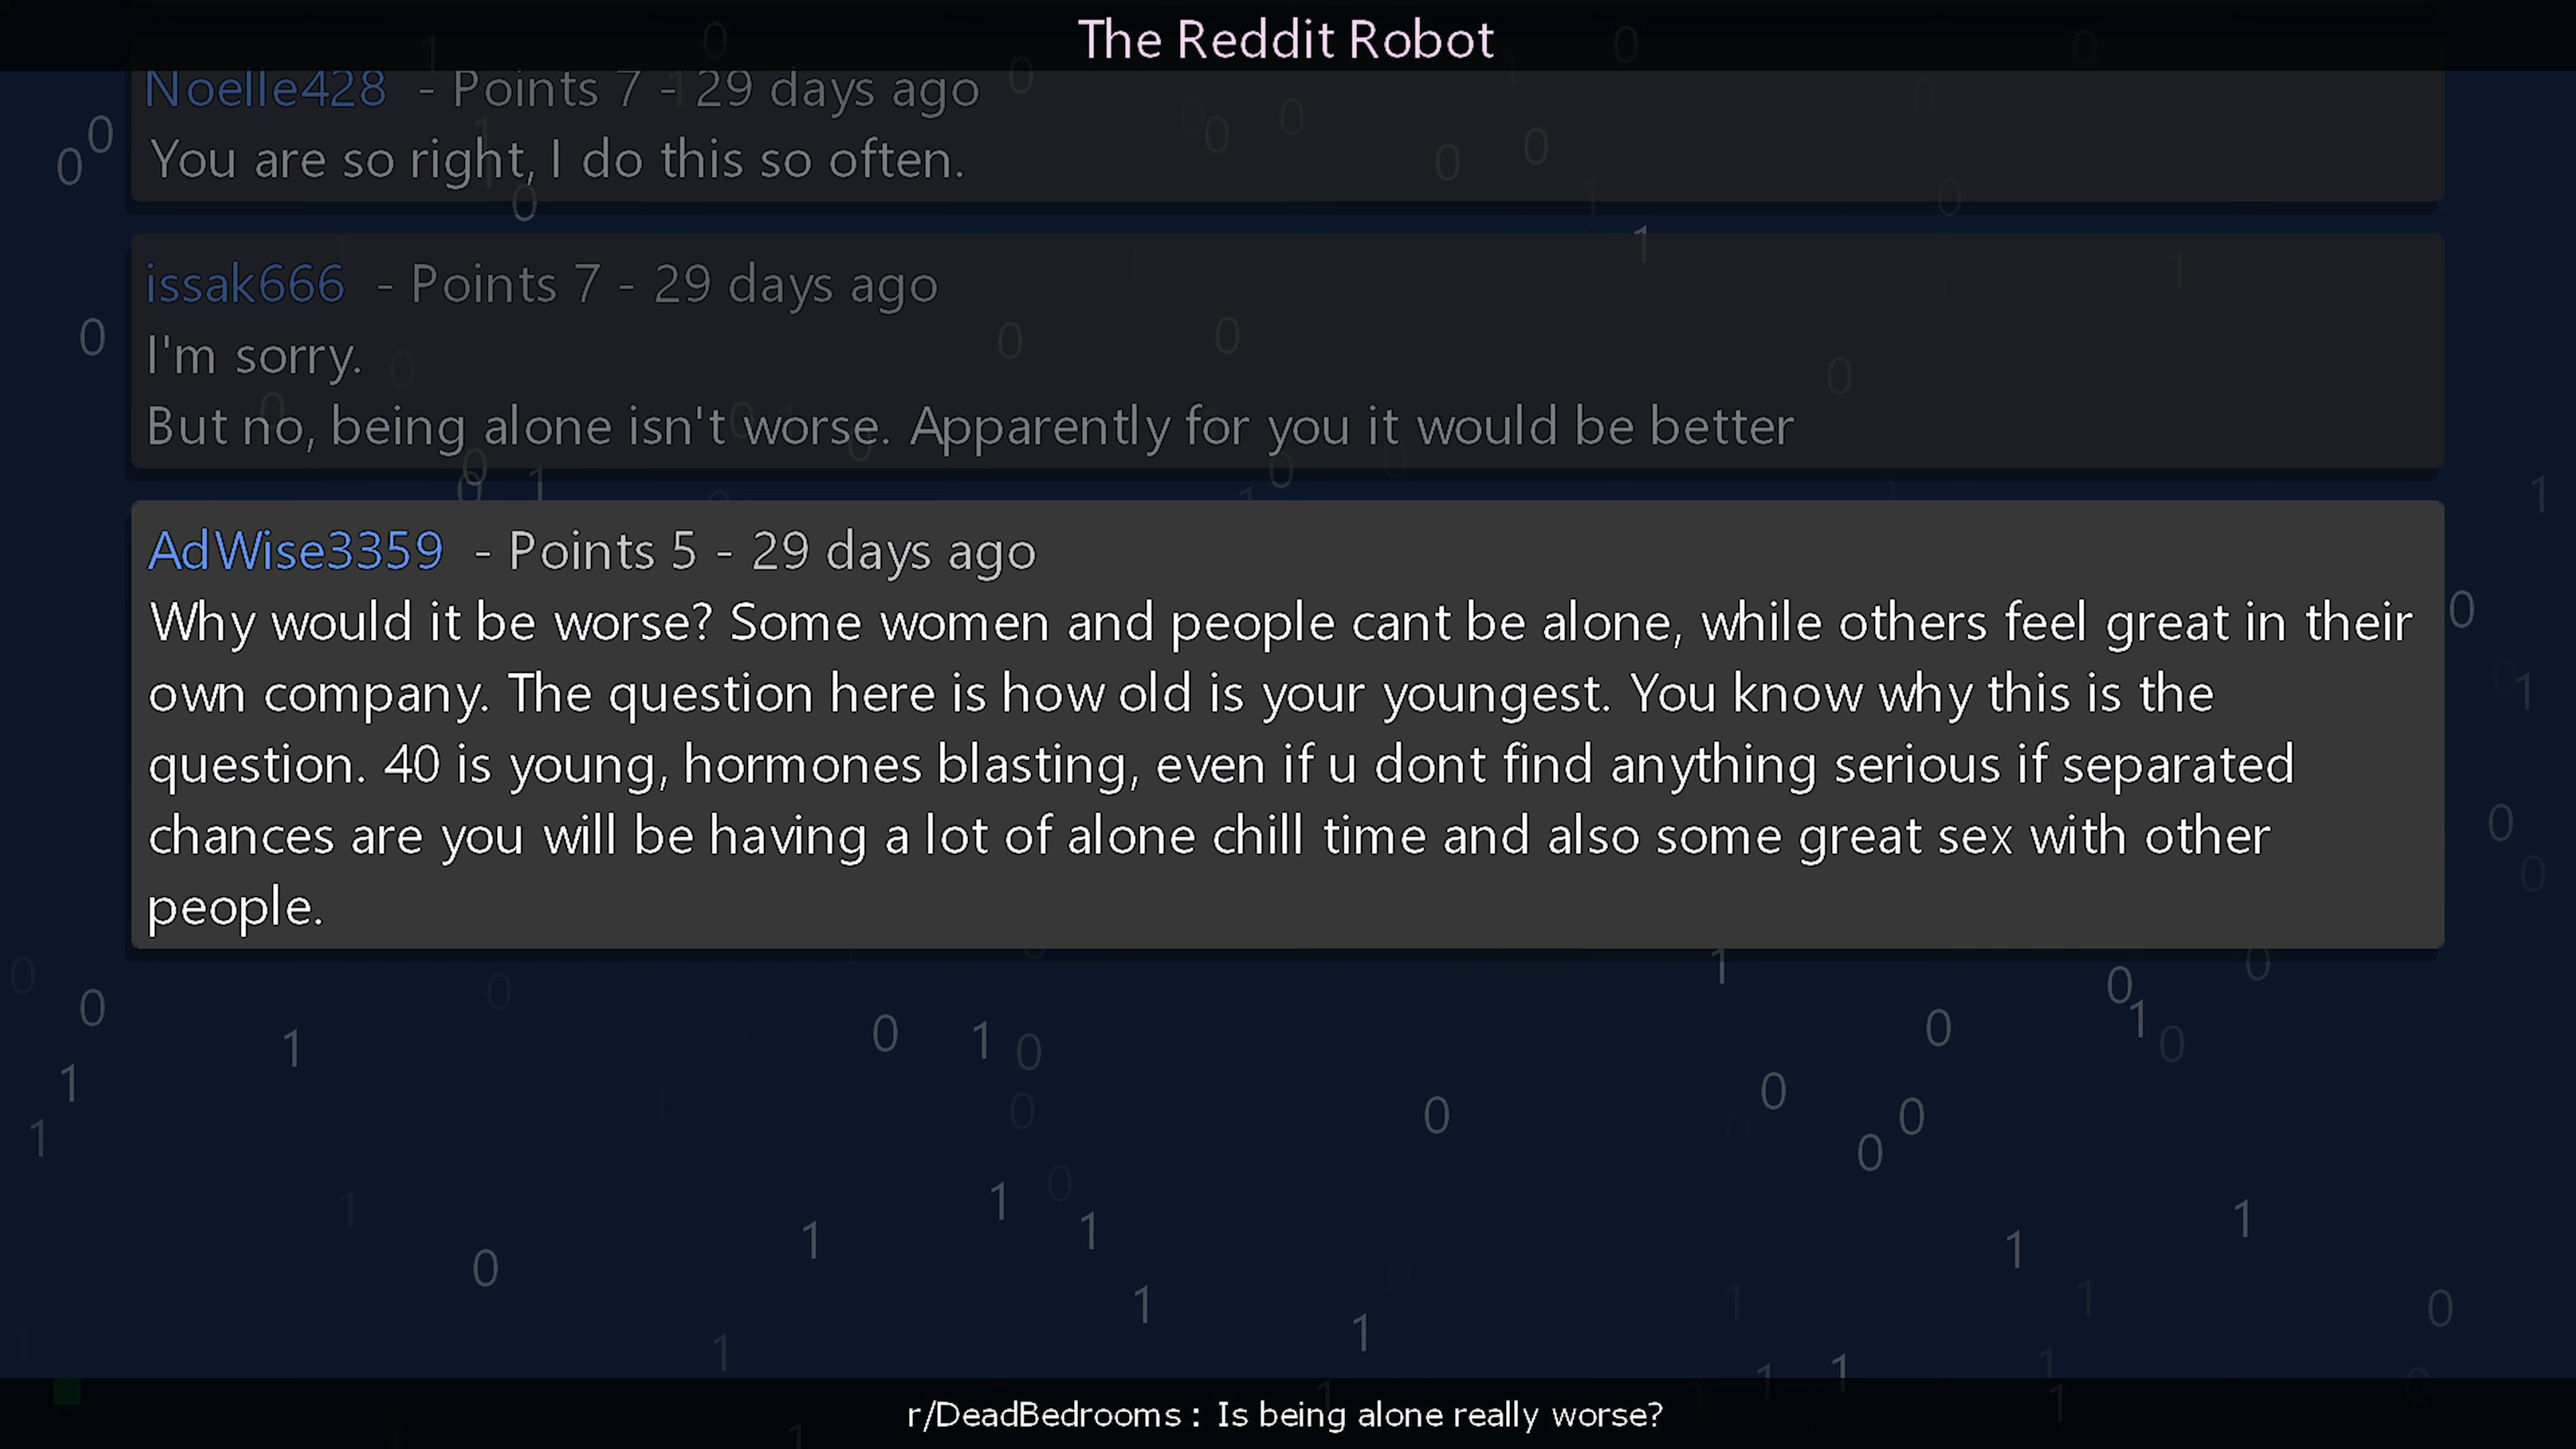 The Reddit Robot
Noelle428 - Points 7 - 29 days ago
You are so right, I do this so often.
issak666 - Points 7 - 29 days ago
I'm sorry.
But no, being alone isn't worse. Apparently for you it would be better
AdWise3359 - Points 5 - 29 days ago
Why would it be worse? Some women and people cant be alone, while others feel great in their
own company. The question here is how old is your youngest. You know why this is the
question. 40 is young, hormones blasting, even if u dont find anything serious if separated
chances are you will be having a lot of alone chill time and also some great sex with other
people.
r/DeadBedrooms : Is being alone really worse?